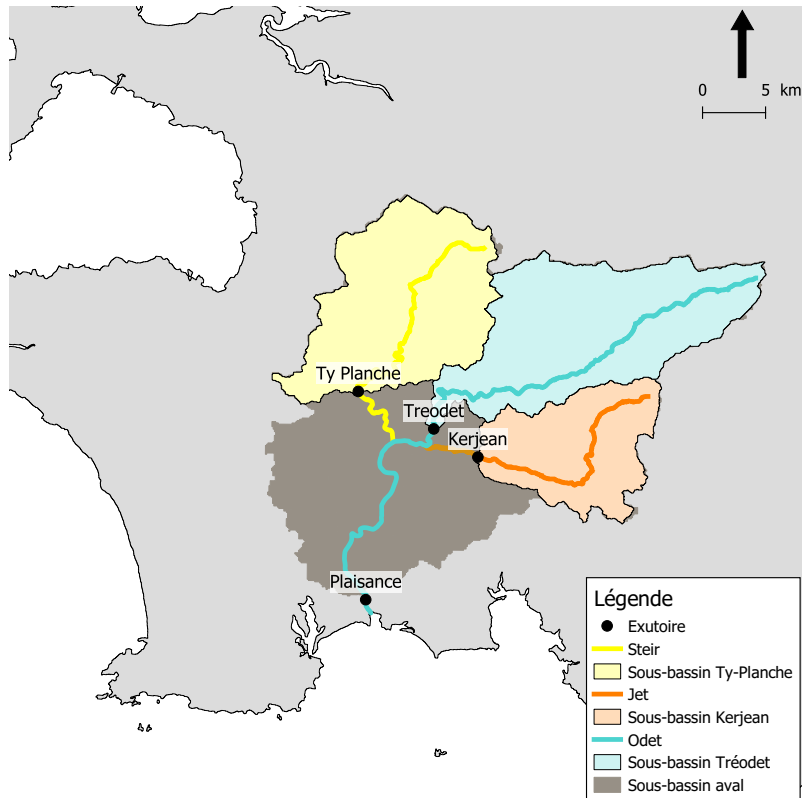 0 5 km
Ty Planche
Treodet
Kerjean
Plaisance
Légende
Exutoire
Steir
Sous-bassin Ty-Planche
Jet
Sous-bassin Kerjean
Odet
Sous-bassin Tréodet
Sous-bassin aval